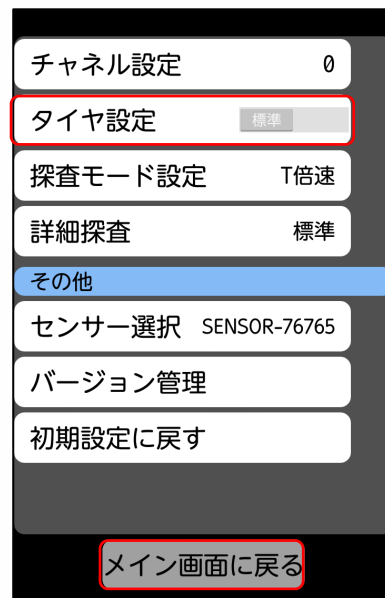 チャネル設定 0
タイヤ設定 標準
探査モード設定 T倍速
詳細探査 標準
その他
センサー選択 SENSOR-76765
バージョン管理
初期設定に戻す
メイン画面に戻る